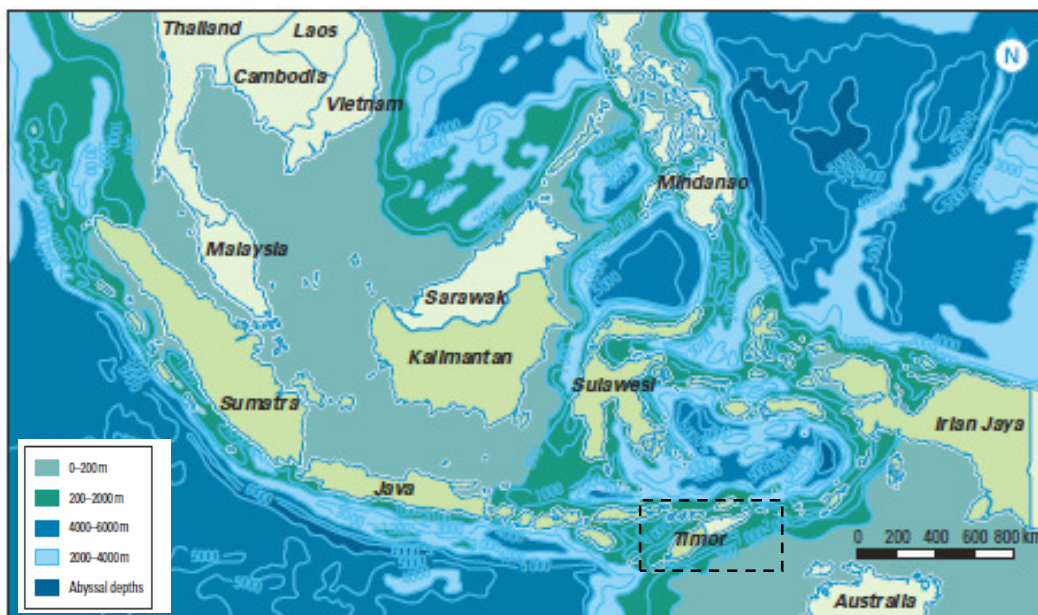 Thailand
Laos
Cambodia
Vietnam
N
Mindanao
Malaysia
Sarawak
Kalimantan
Sulawesi
Sumatra
Irian Jaya
Java
Timor
Australia
0 200 400 600 800 km
0–200m
200–2000m
4000–6000m
2000–4000m
Abyssal depths
5000
5000
5000